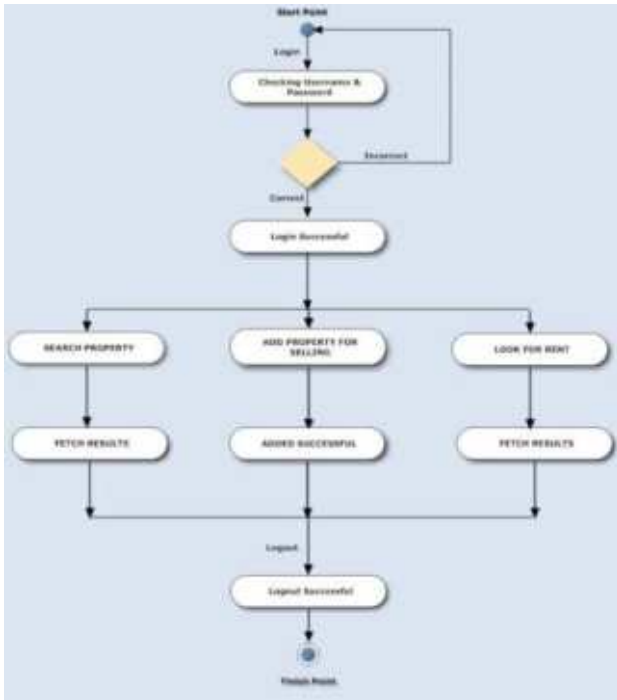 Start Point
Login
Checking Username &
Password
Incorrect
Correct
Login Successful
SEARCH PROPERTY
ADD PROPERTY FOR
SELLING
LOOK FOR RENT
FETCH RESULTS
ADDED SUCCESSFUL
FETCH RESULTS
Logout
Logout Successful
Finish Point